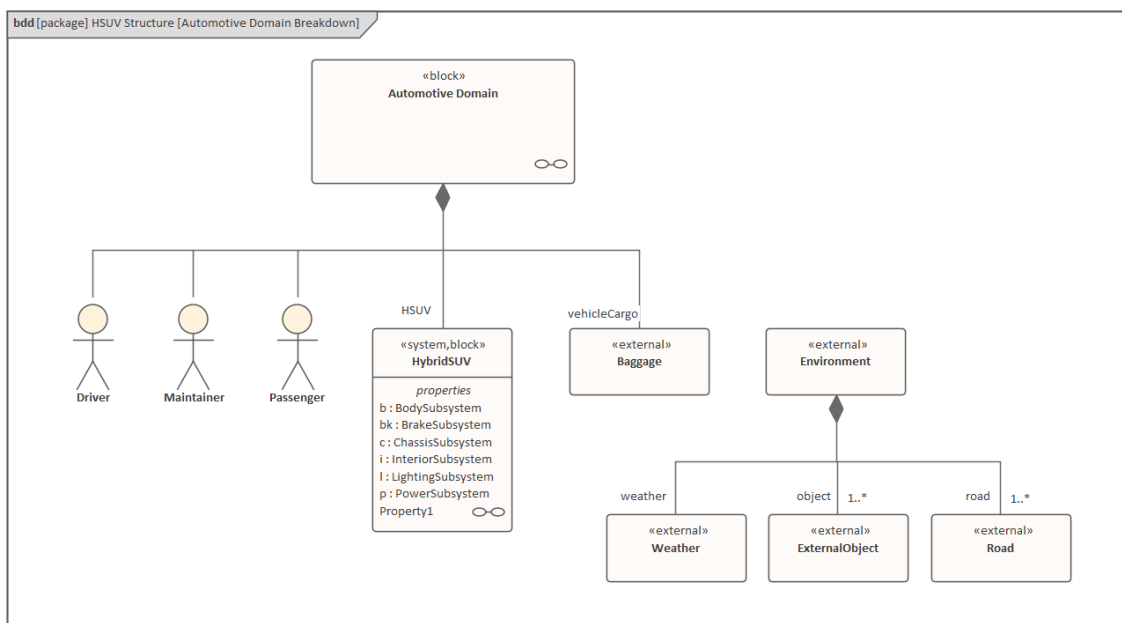 bdd [package] HSUV Structure [Automotive Domain Breakdown]
«block»
Automotive Domain
HSUV
vehicleCargo
Driver
Maintainer
Passenger
«system,block»
HybridSUV
properties
b : BodySubsystem
bk : BrakeSubsystem
c : ChassisSubsystem
i : InteriorSubsystem
l : LightingSubsystem
p : PowerSubsystem
Property1
«external»
Baggage
«external»
Environment
weather
object
1..*
road
1..*
«external»
Weather
«external»
ExternalObject
«external»
Road